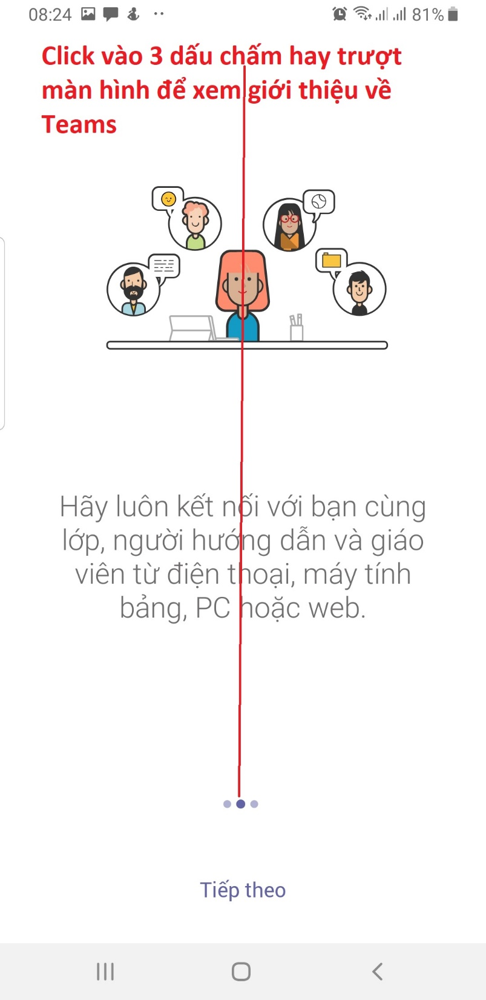 08:24
81%
Click vào 3 dấu chấm hay trượt
màn hình để xem giới thiệu về
Teams
Hãy luôn kết nối với bạn cùng
lớp, người hướng dẫn và giáo
viên từ điện thoại, máy tính
bảng, PC hoặc web.
Tiếp theo